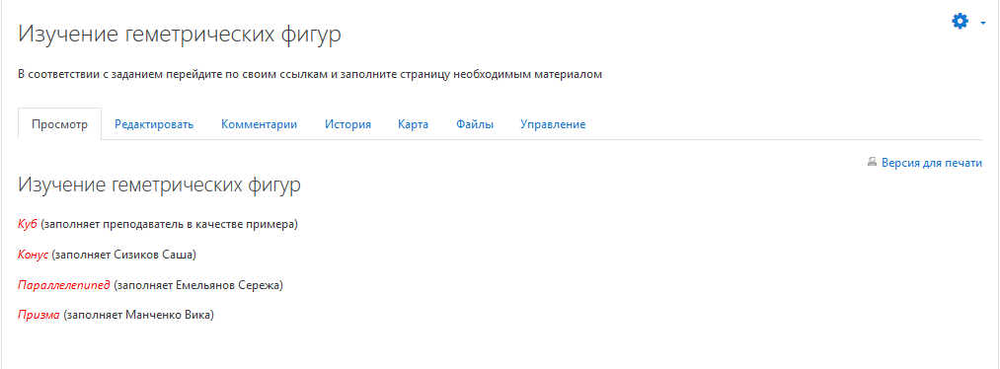 Изучение геметрических фигур
В соответствии с заданием перейдите по своим ссылкам и заполните страницу необходимым материалом
Просмотр Редактировать Комментарии История Карта Файлы Управление
Версия для печати
Изучение геметрических фигур
Куб (заполняет преподаватель в качестве примера)
Конус (заполняет Сизиков Саша)
Параллелепипед (заполняет Емельянов Сережа)
Призма (заполняет Манченко Вика)